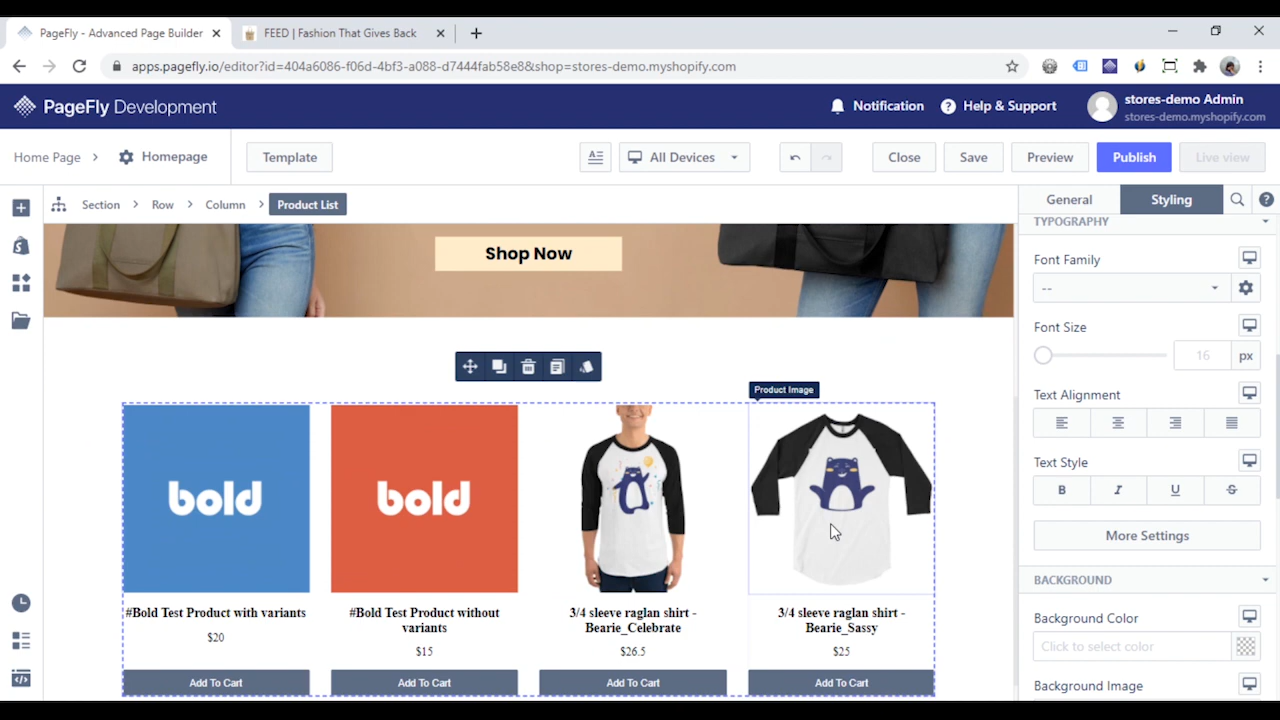 PageFly - Advanced Page Builder
FEED | Fashion That Gives Back
apps.pagefly.io/editor?id=404a6086-f06d-4bf3-a088-d7444fab58e8&shop=stores-demo.myshopify.com
PageFly Development
Notification
Help & Support
stores-demo Admin
stores-demo.myshopify.com
Home Page
Homepage
Template
All Devices
Close
Save
Preview
Publish
Live view
Section
Row
Column
Product List
General
Styling
Shop Now
TYPOGRAPHY
Font Family
--
Font Size
16
px
Text Alignment
Text Style
B I U S
More Settings
BACKGROUND
Background Color
Click to select color
Background Image
Product Image
bold
bold
#Bold Test Product with variants
$20
Add To Cart
#Bold Test Product without
variants
$15
Add To Cart
3/4 sleeve raglan shirt -
Bearie_Celebrate
$26.5
Add To Cart
3/4 sleeve raglan shirt -
Bearie_Sassy
$25
Add To Cart